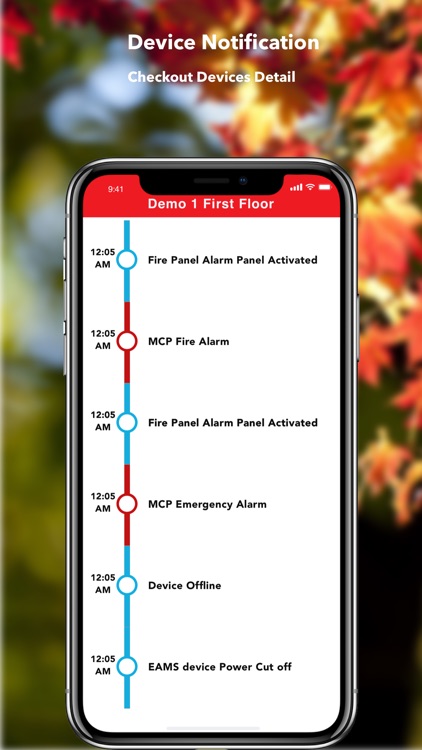 Device Notification
Checkout Devices Detail
9:41
Demo 1 First Floor
12:05
AM
Fire Panel Alarm Panel Activated
12:05
AM
MCP Fire Alarm
12:05
AM
Fire Panel Alarm Panel Activated
12:05
AM
MCP Emergency Alarm
12:05
AM
Device Offline
12:05
AM
EAMS device Power Cut off